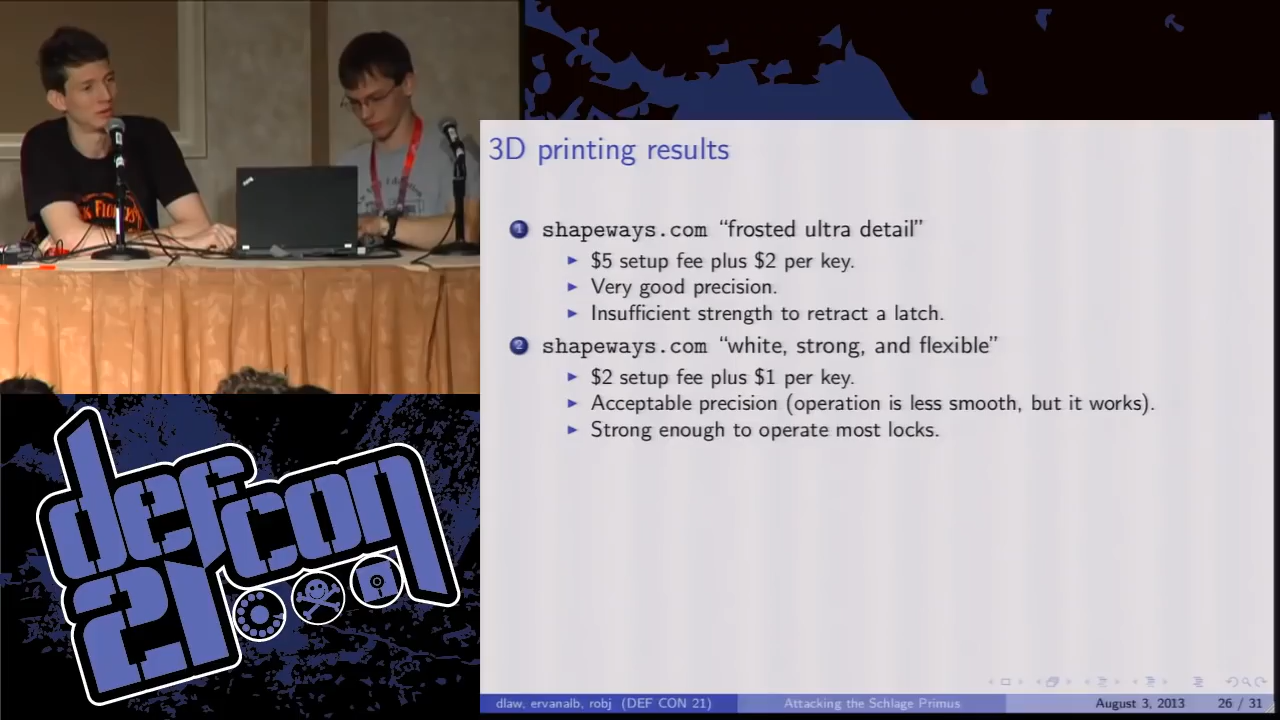 3D printing results
1 shapeways.com “frosted ultra detail”
$5 setup fee plus $2 per key.
Very good precision.
Insufficient strength to retract a latch.
2 shapeways.com “white, strong, and flexible”
$2 setup fee plus $1 per key.
Acceptable precision (operation is less smooth, but it works).
Strong enough to operate most locks.
defcon
21
dlaw, ervanalb, robj (DEF CON 21) Attacking the Schlage Primus August 3, 2013 26 / 31